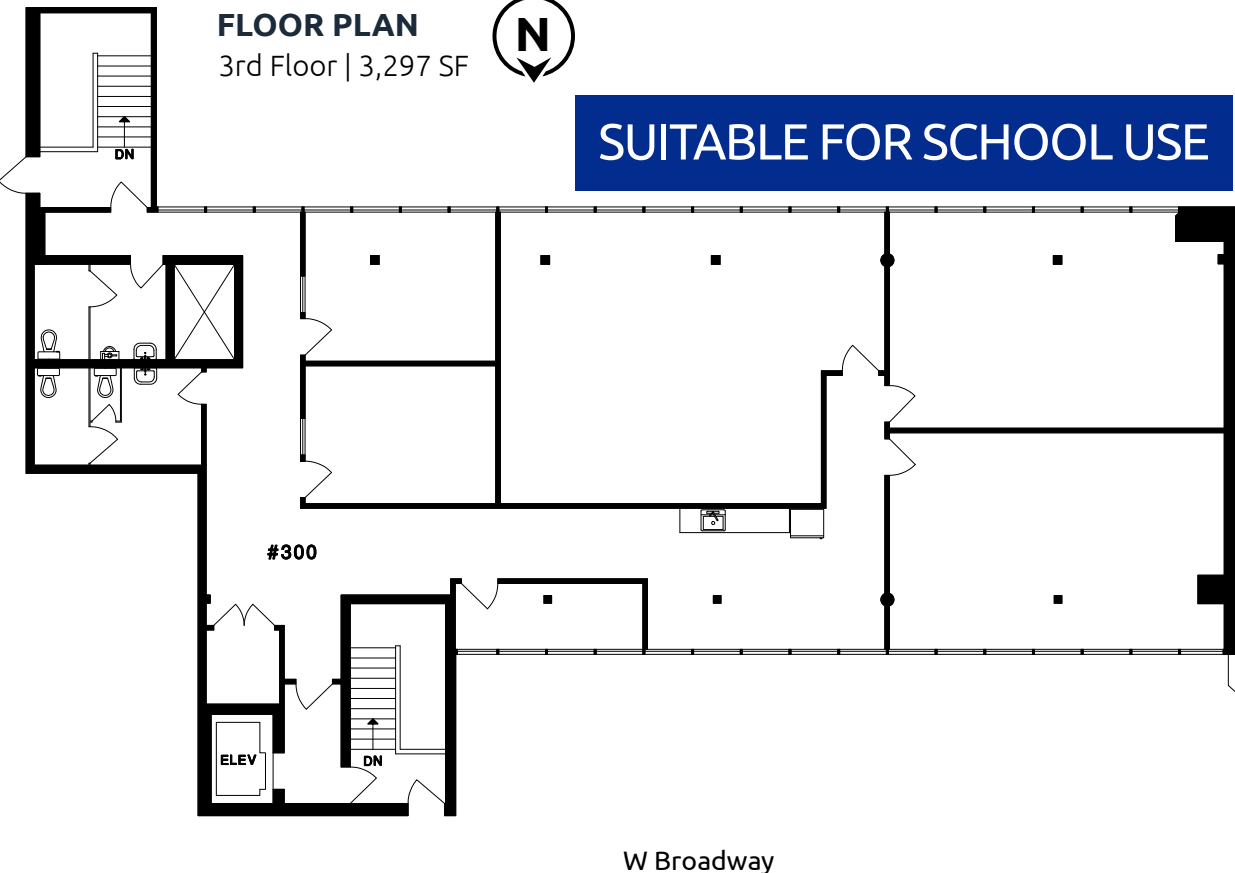 FLOOR PLAN
3rd Floor | 3,297 SF
N
SUITABLE FOR SCHOOL USE
DN
#300
ELEV
DN
W Broadway